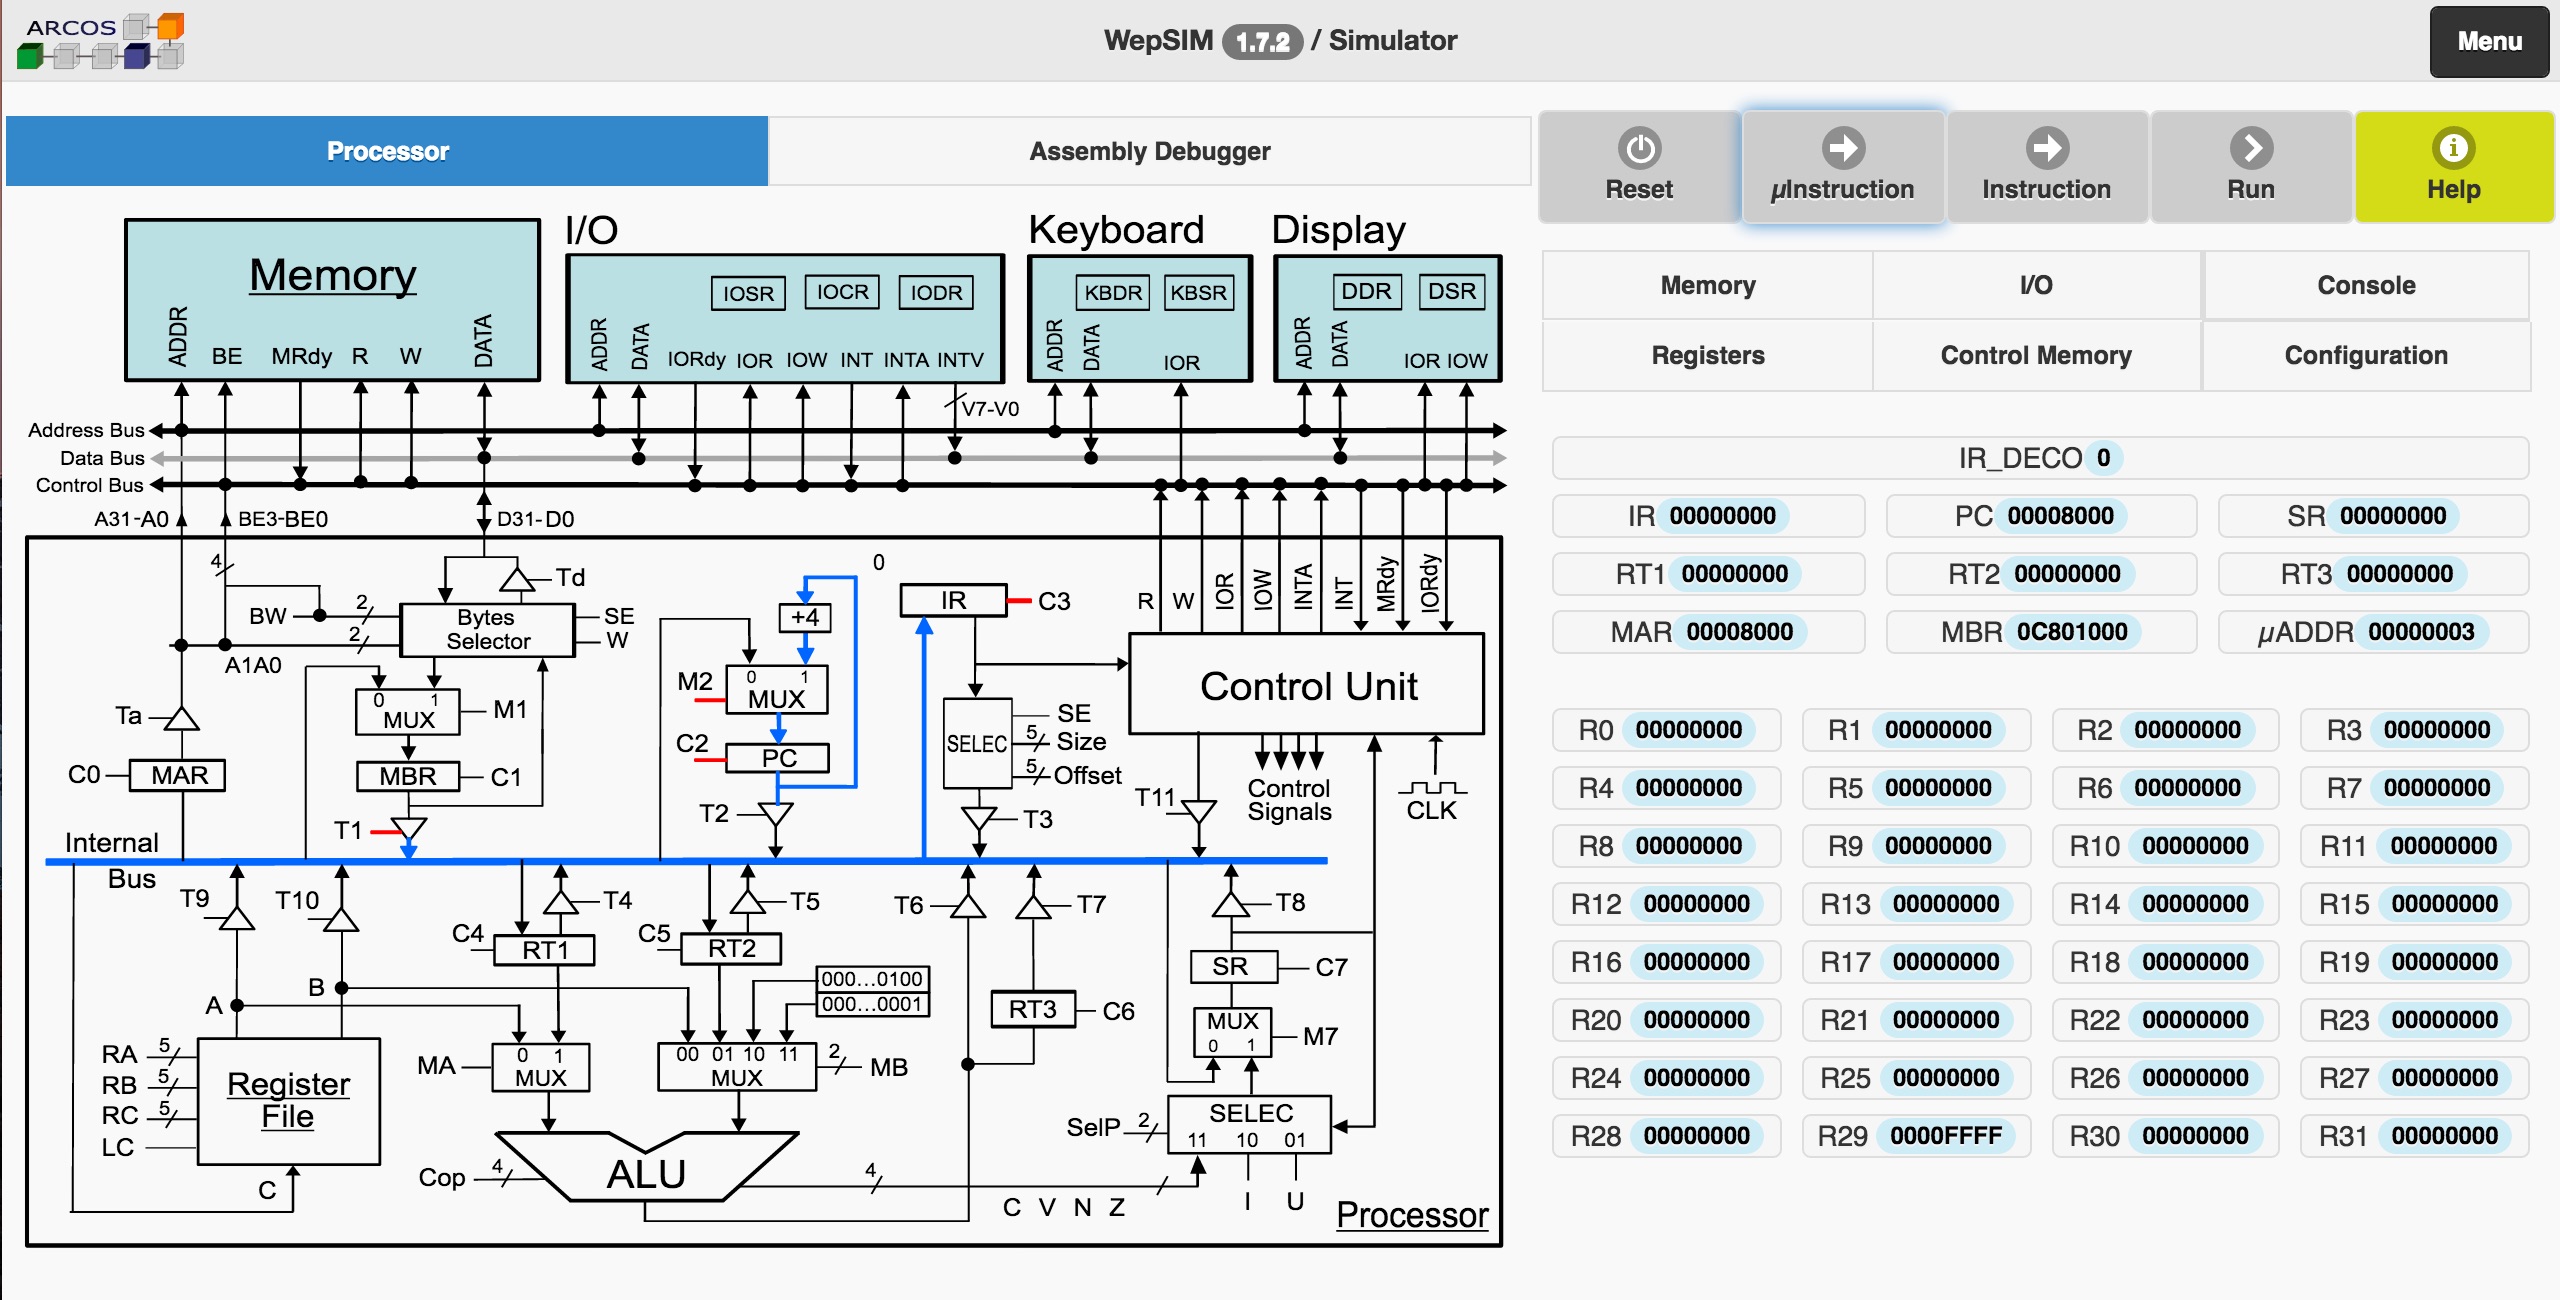 ARCOS
WepSIM 1.7.2 / Simulator
Menu
Processor
Assembly Debugger
Reset
µInstruction
Instruction
Run
Help
Memory
I/O
Console
Registers
Control Memory
Configuration
IR_DECO 0
IR 00000000
PC 00008000
SR 00000000
RT1 00000000
RT2 00000000
RT3 00000000
MAR 00008000
MBR 0C801000
µADDR 00000003
R0 00000000
R1 00000000
R2 00000000
R3 00000000
R4 00000000
R5 00000000
R6 00000000
R7 00000000
R8 00000000
R9 00000000
R10 00000000
R11 00000000
R12 00000000
R13 00000000
R14 00000000
R15 00000000
R16 00000000
R17 00000000
R18 00000000
R19 00000000
R20 00000000
R21 00000000
R22 00000000
R23 00000000
R24 00000000
R25 00000000
R26 00000000
R27 00000000
R28 00000000
R29 0000FFFF
R30 00000000
R31 00000000
Memory
ADDR
BE
MRdy
R
W
DATA
I/O
IOSR
IOCR
IODR
ADDR
DATA
IORdy
IOR
IOW
INT
INTA
INTV
V7-V0
Keyboard
KBDR
KBSR
ADDR
DATA
IOR
Display
DDR
DSR
ADDR
DATA
IOR
IOW
Address Bus
Data Bus
Control Bus
A31-A0
BE3-BE0
D31-D0
4
Td
BW
2
2
Bytes
Selector
SE
W
A1A0
0 1
MUX
M1
Ta
C0
MAR
MBR
C1
T1
0
+4
M2
0 1
MUX
C2
PC
T2
IR
C3
SELEC
SE
5
Size
5
Offset
T3
R
W
IOR
IOW
INTA
INT
MRdy
IORdy
Control Unit
T11
Control
Signals
CLK
Internal
Bus
T9
T10
T4
T5
T6
T7
T8
C4
RT1
C5
RT2
000...0100
000...0001
B
A
RT3
C6
SR
C7
MUX
0 1
M7
RA
5
RB
5
RC
5
LC
Register
File
C
MA
0 1
MUX
00 01 10 11
MUX
2
MB
Cop
4
ALU
4
C V N Z
SelP
2
SELEC
11 10 01
I
U
Processor